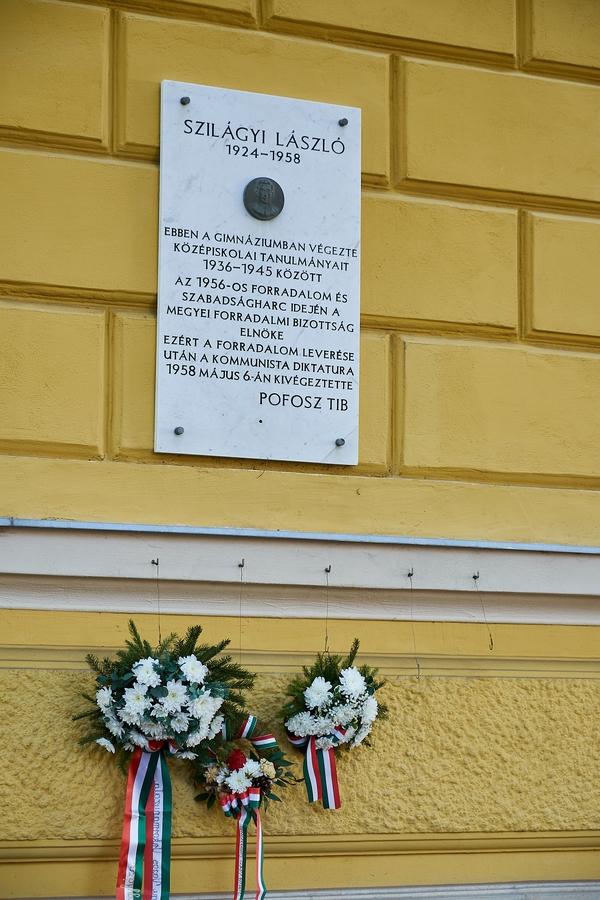 SZILÁGYI LÁSZLÓ
1924–1958
EBBEN A GIMNÁZIUMBAN VÉGEZTE
KÖZÉPISKOLAI TANULMÁNYAIT
1936–1945 KÖZÖTT
AZ 1956-OS FORRADALOM ÉS
SZABADSÁGHARC IDEJÉN A
MEGYEI FORRADALMI BIZOTTSÁG
ELNÖKE
EZÉRT A FORRADALOM LEVERÉSE
UTÁN A KOMMUNISTA DIKTATURA
1958 MÁJUS 6-ÁN KIVÉGEZTETTE
POFOSZ TIB